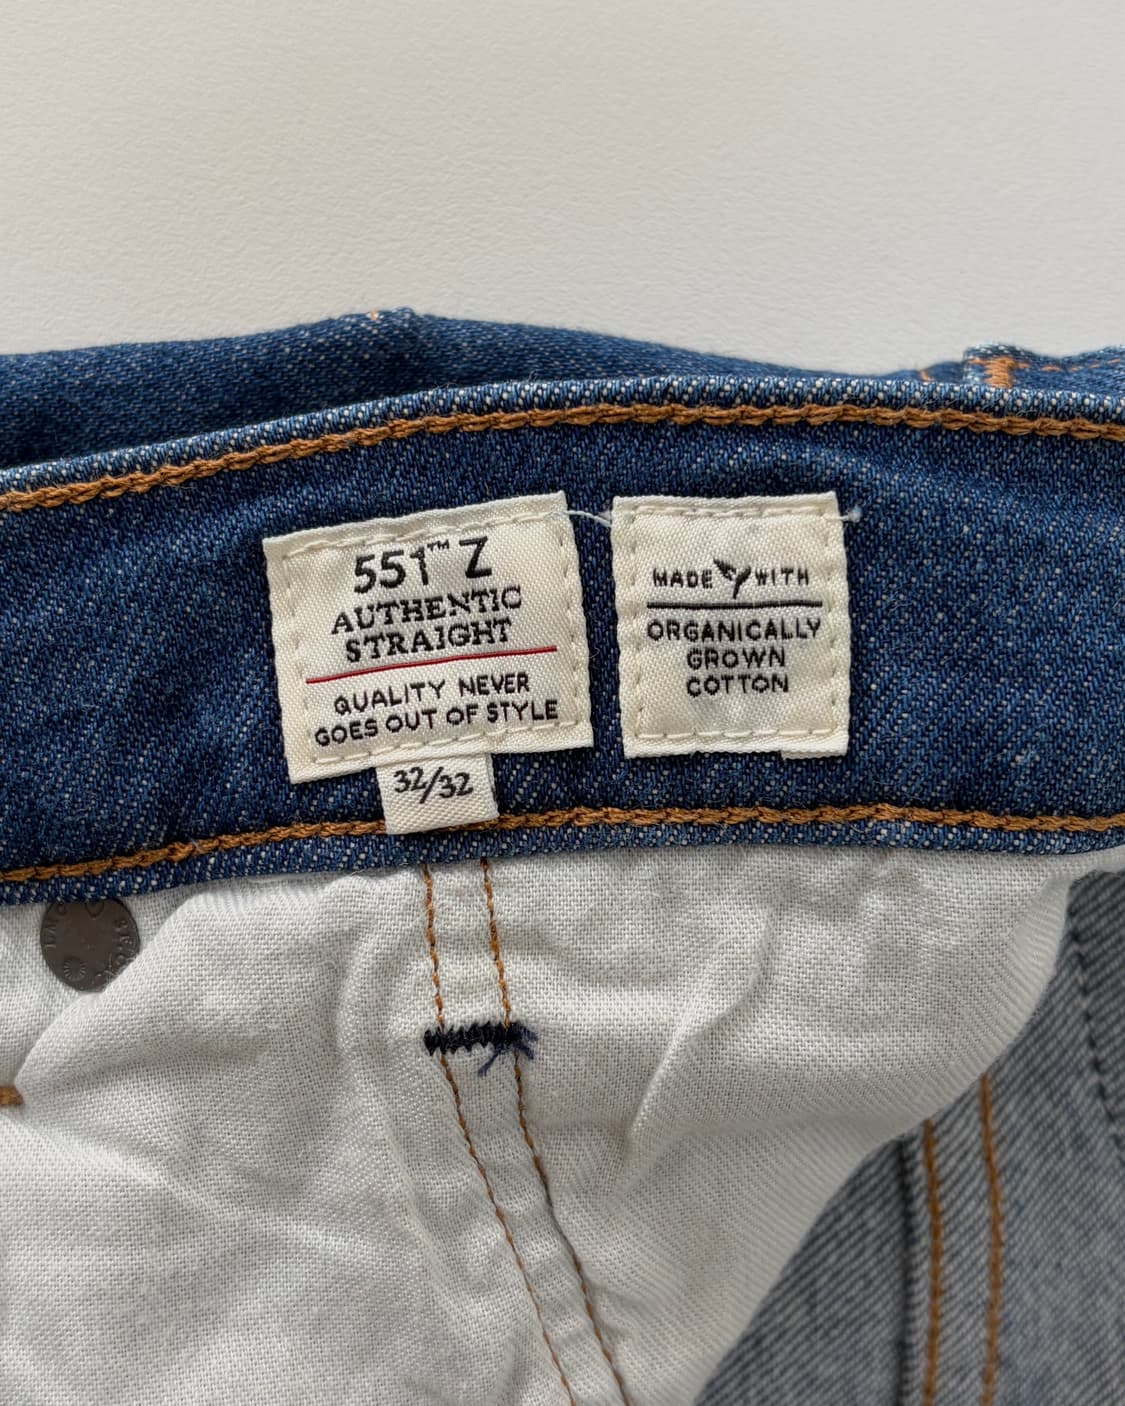 551™ Z
AUTHENTIC
STRAIGHT
QUALITY NEVER
GOES OUT OF STYLE
32/32
MADE WITH
ORGANICALLY
GROWN
COTTON